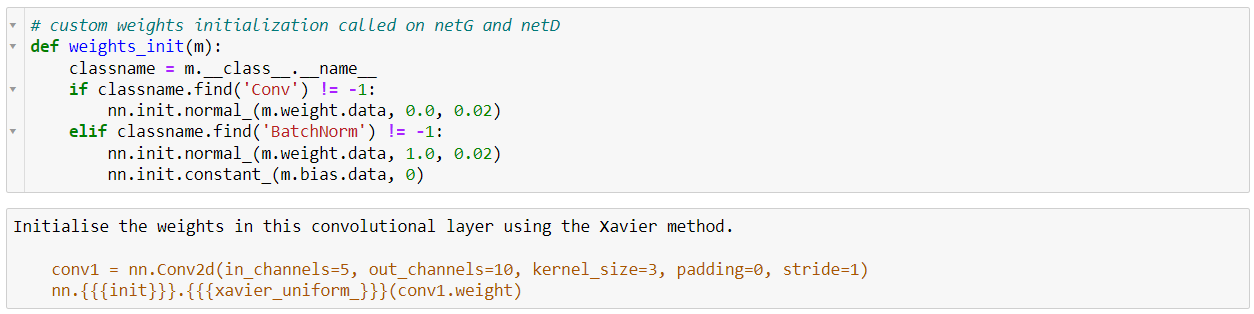 # custom weights initialization called on netG and netD
def weights_init(m):
    classname = m.__class__.__name__
    if classname.find('Conv') != -1:
        nn.init.normal_(m.weight.data, 0.0, 0.02)
    elif classname.find('BatchNorm') != -1:
        nn.init.normal_(m.weight.data, 1.0, 0.02)
        nn.init.constant_(m.bias.data, 0)
Initialise the weights in this convolutional layer using the Xavier method.
    conv1 = nn.Conv2d(in_channels=5, out_channels=10, kernel_size=3, padding=0, stride=1)
    nn.{{{init}}}.{{{xavier_uniform_}}}(conv1.weight)